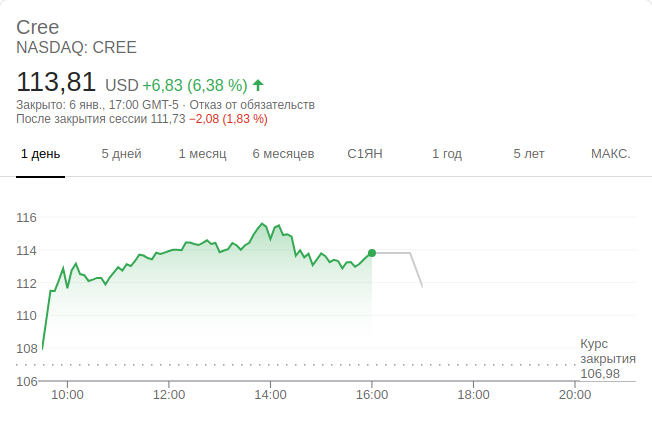 Cree
NASDAQ: CREE
113,81 USD +6,83 (6,38 %)
Закрыто: 6 янв., 17:00 GMT-5 · Отказ от обязательств
После закрытия сессии 111,73 −2,08 (1,83 %)
1 день 5 дней 1 месяц 6 месяцев С1ЯН 1 год 5 лет МАКС.
116
114
112
110
108
106
Курс
закрытия
106,98
10:00 12:00 14:00 16:00 18:00 20:00